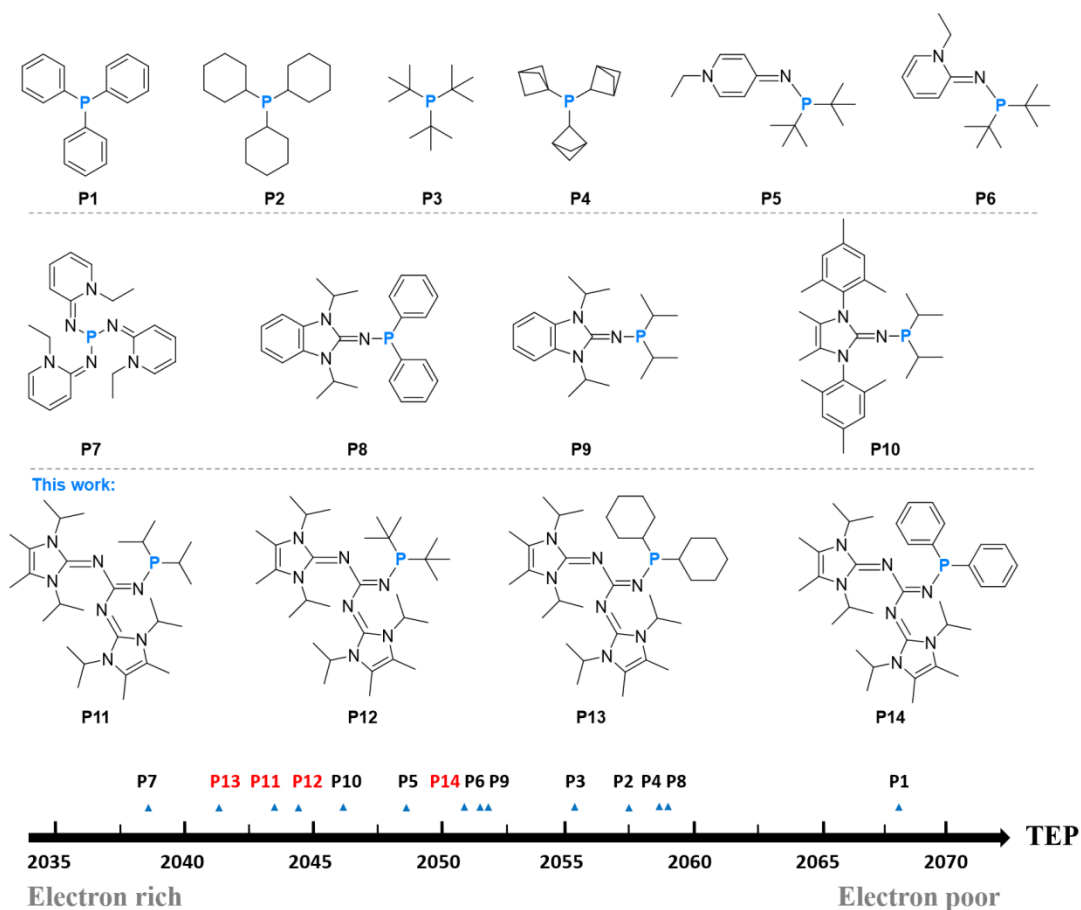 P
P
P
P
N
N
P
N
N
P
P1
P2
P3
P4
P5
P6
N
N
N
P
N
N
N
N
N
N
P
N
N
N
P
N
N
N
P
P7
P8
P9
P10
This work:
N
N
N
N
P
N
N
N
N
N
N
N
P
N
N
N
N
N
N
N
P
N
N
N
N
N
N
N
P
N
N
N
P11
P12
P13
P14
P7 P13 P11 P12 P10 P5 P14 P6 P9 P3 P2 P4 P8 P1
TEP
2035 2040 2045 2050 2055 2060 2065 2070
Electron rich Electron poor